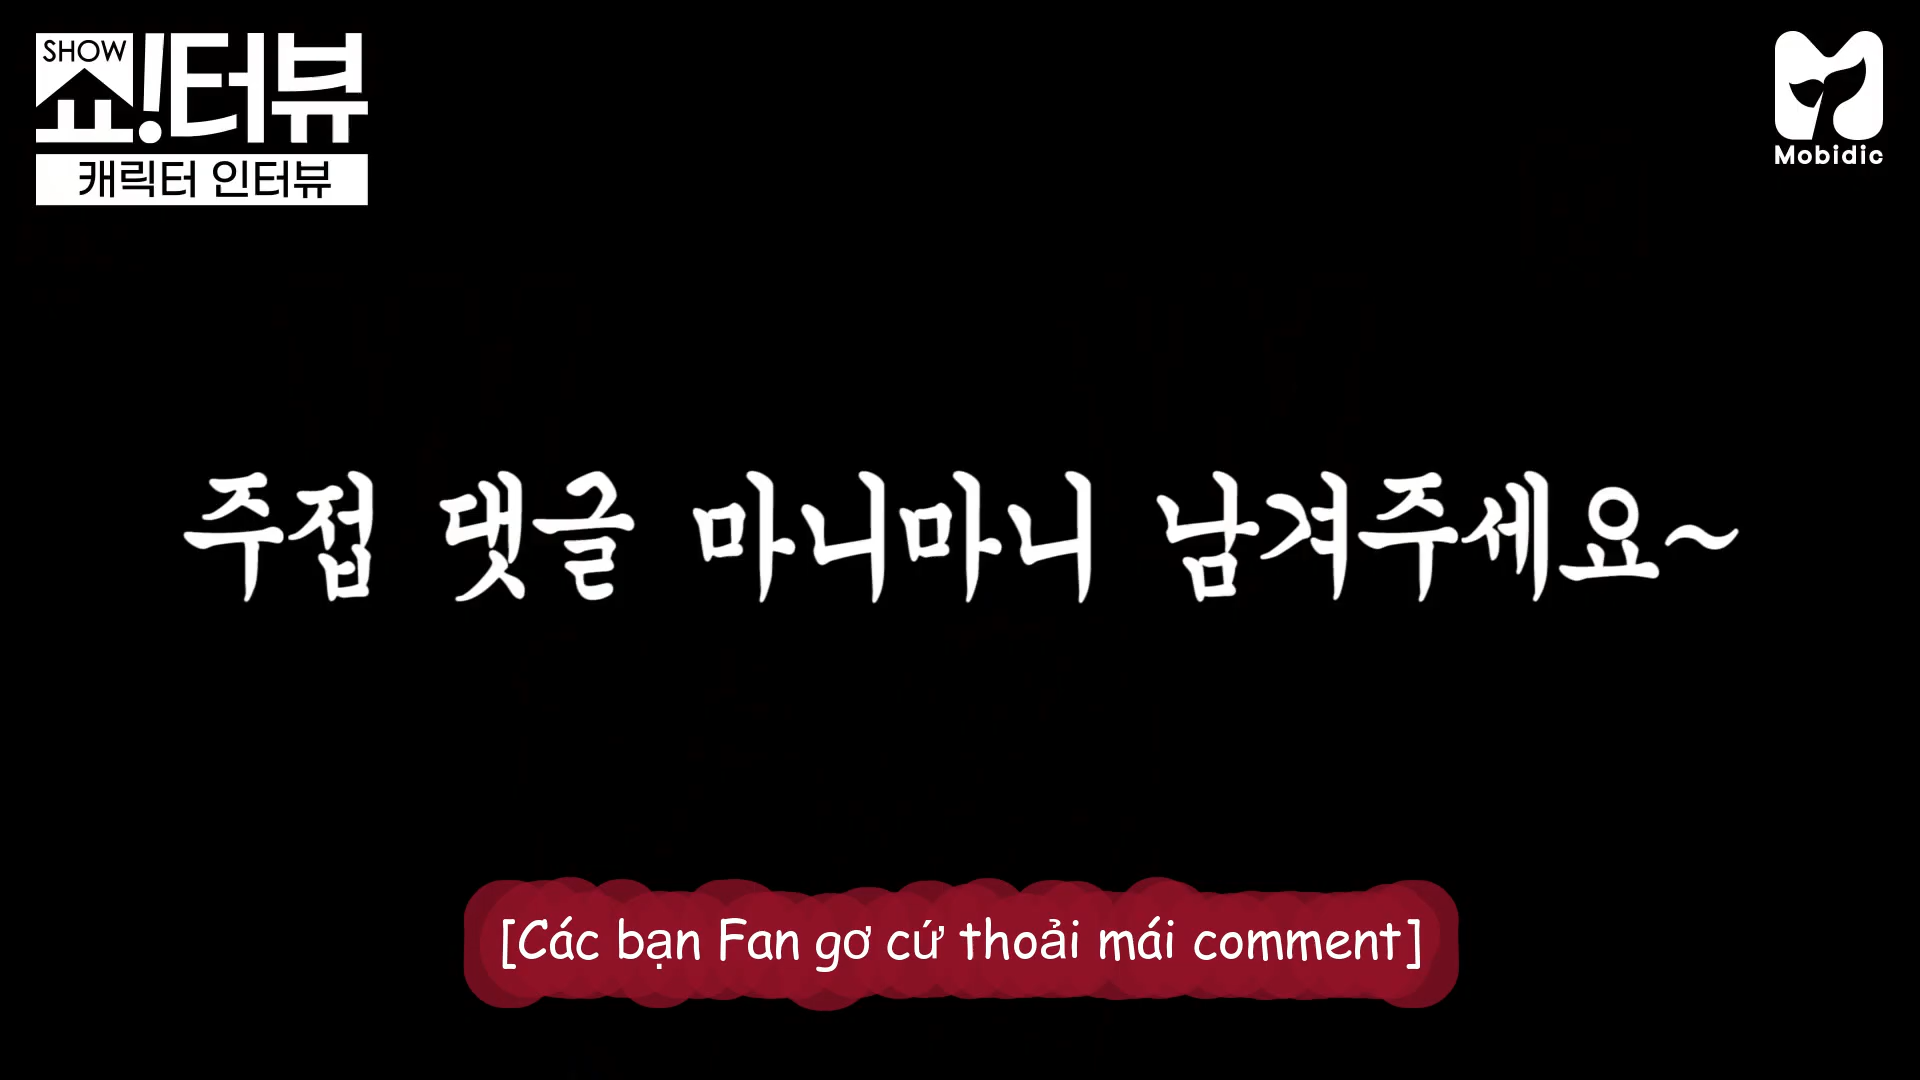 SHOW
쇼!터뷰
캐릭터 인터뷰
Mobidic
주접 댓글 마니마니 남겨주세요~
[Các bạn Fan gơ cứ thoải mái comment]